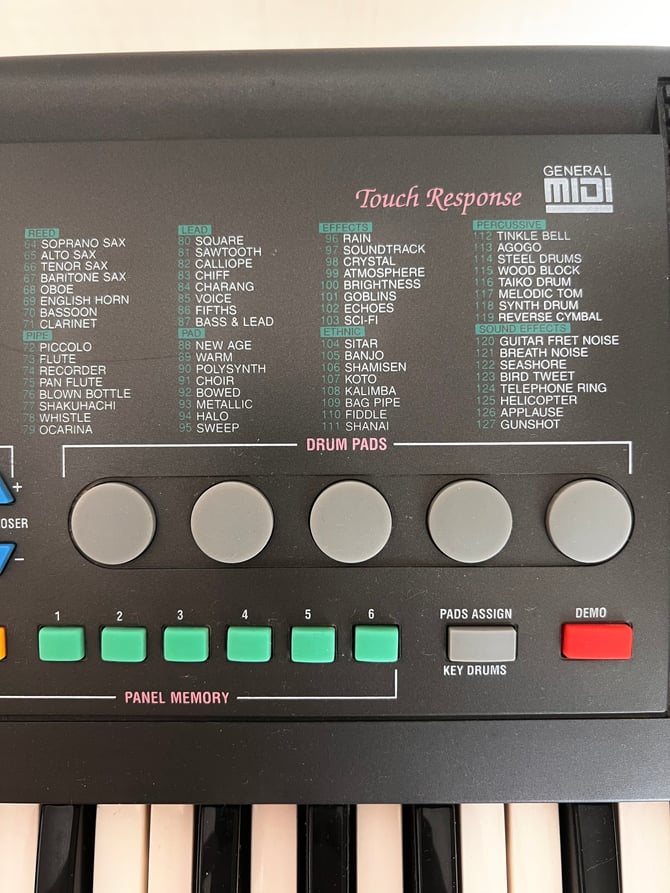 GENERAL
MIDI
Touch Response
REED
64 SOPRANO SAX
65 ALTO SAX
66 TENOR SAX
67 BARITONE SAX
68 OBOE
69 ENGLISH HORN
70 BASSOON
71 CLARINET
PIPE
72 PICCOLO
73 FLUTE
74 RECORDER
75 PAN FLUTE
76 BLOWN BOTTLE
77 SHAKUHACHI
78 WHISTLE
79 OCARINA
LEAD
80 SQUARE
81 SAWTOOTH
82 CALLIOPE
83 CHIFF
84 CHARANG
85 VOICE
86 FIFTHS
87 BASS & LEAD
PAD
88 NEW AGE
89 WARM
90 POLYSYNTH
91 CHOIR
92 BOWED
93 METALLIC
94 HALO
95 SWEEP
EFFECTS
96 RAIN
97 SOUNDTRACK
98 CRYSTAL
99 ATMOSPHERE
100 BRIGHTNESS
101 GOBLINS
102 ECHOES
103 SCI-FI
ETHNIC
104 SITAR
105 BANJO
106 SHAMISEN
107 KOTO
108 KALIMBA
109 BAG PIPE
110 FIDDLE
111 SHANAI
PERCUSSIVE
112 TINKLE BELL
113 AGOGO
114 STEEL DRUMS
115 WOOD BLOCK
116 TAIKO DRUM
117 MELODIC TOM
118 SYNTH DRUM
119 REVERSE CYMBAL
SOUND EFFECTS
120 GUITAR FRET NOISE
121 BREATH NOISE
122 SEASHORE
123 BIRD TWEET
124 TELEPHONE RING
125 HELICOPTER
126 APPLAUSE
127 GUNSHOT
DRUM PADS
+
OSER
−
1 2 3 4 5 6
PADS ASSIGN
KEY DRUMS
DEMO
PANEL MEMORY